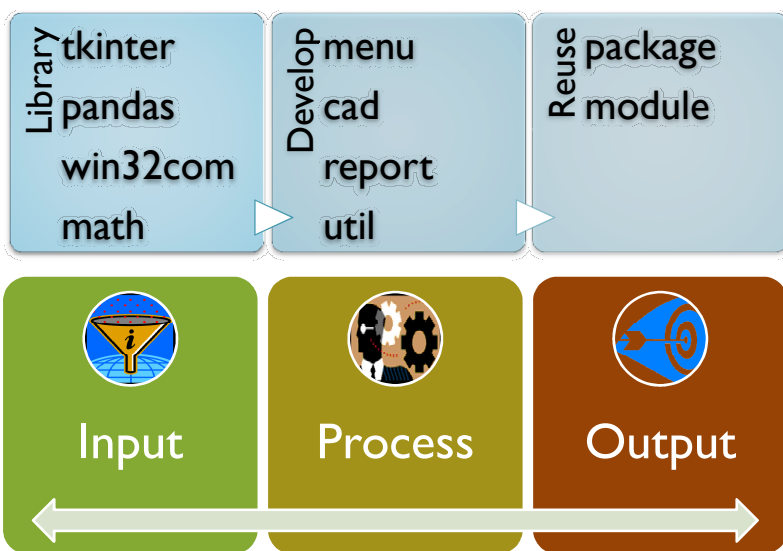 Library
tkinter
pandas
win32com
math
Develop
menu
cad
report
util
Reuse
package
module
i
Input
Process
Output